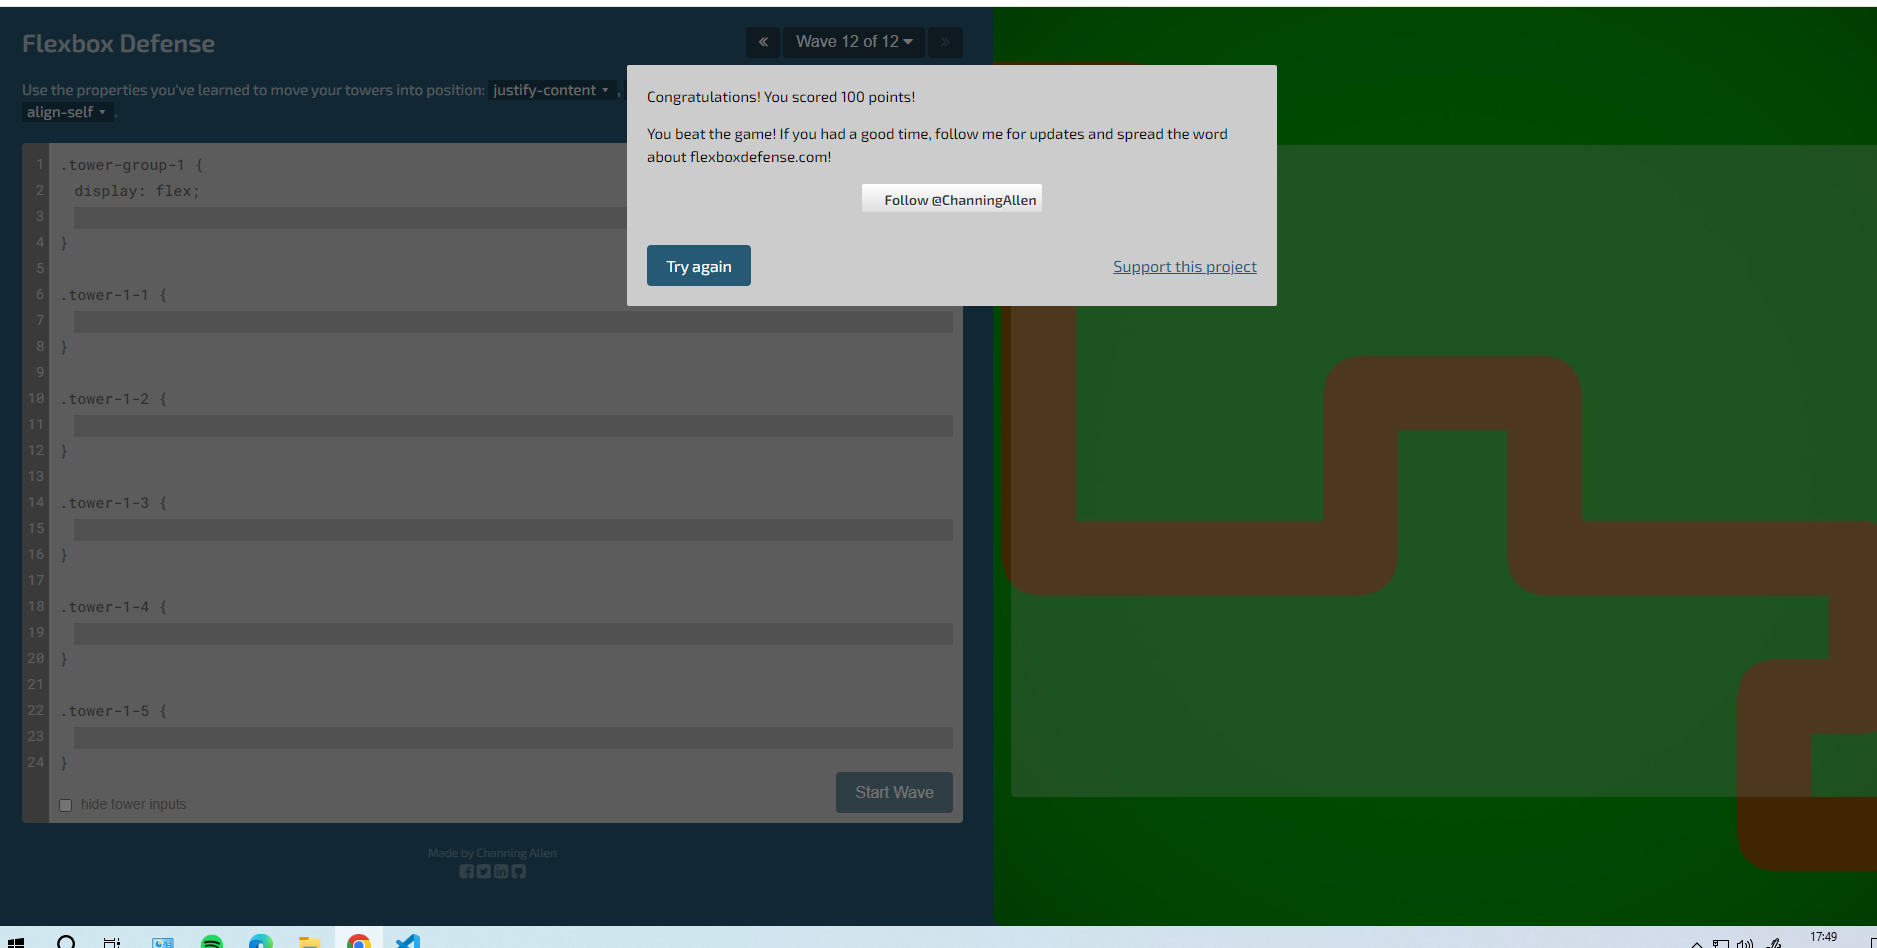 Flexbox Defense
« Wave 12 of 12 »
Use the properties you've learned to move your towers into position: justify-content ,
align-self .
Congratulations! You scored 100 points!
You beat the game! If you had a good time, follow me for updates and spread the word
about flexboxdefense.com!
Follow @ChanningAllen
Try again
Support this project
1 .tower-group-1 {
2 display: flex;
3
4 }
5
6 .tower-1-1 {
7
8 }
9
10 .tower-1-2 {
11
12 }
13
14 .tower-1-3 {
15
16 }
17
18 .tower-1-4 {
19
20 }
21
22 .tower-1-5 {
23
24 }
hide tower inputs
Start Wave
Made by Channing Allen
17:49